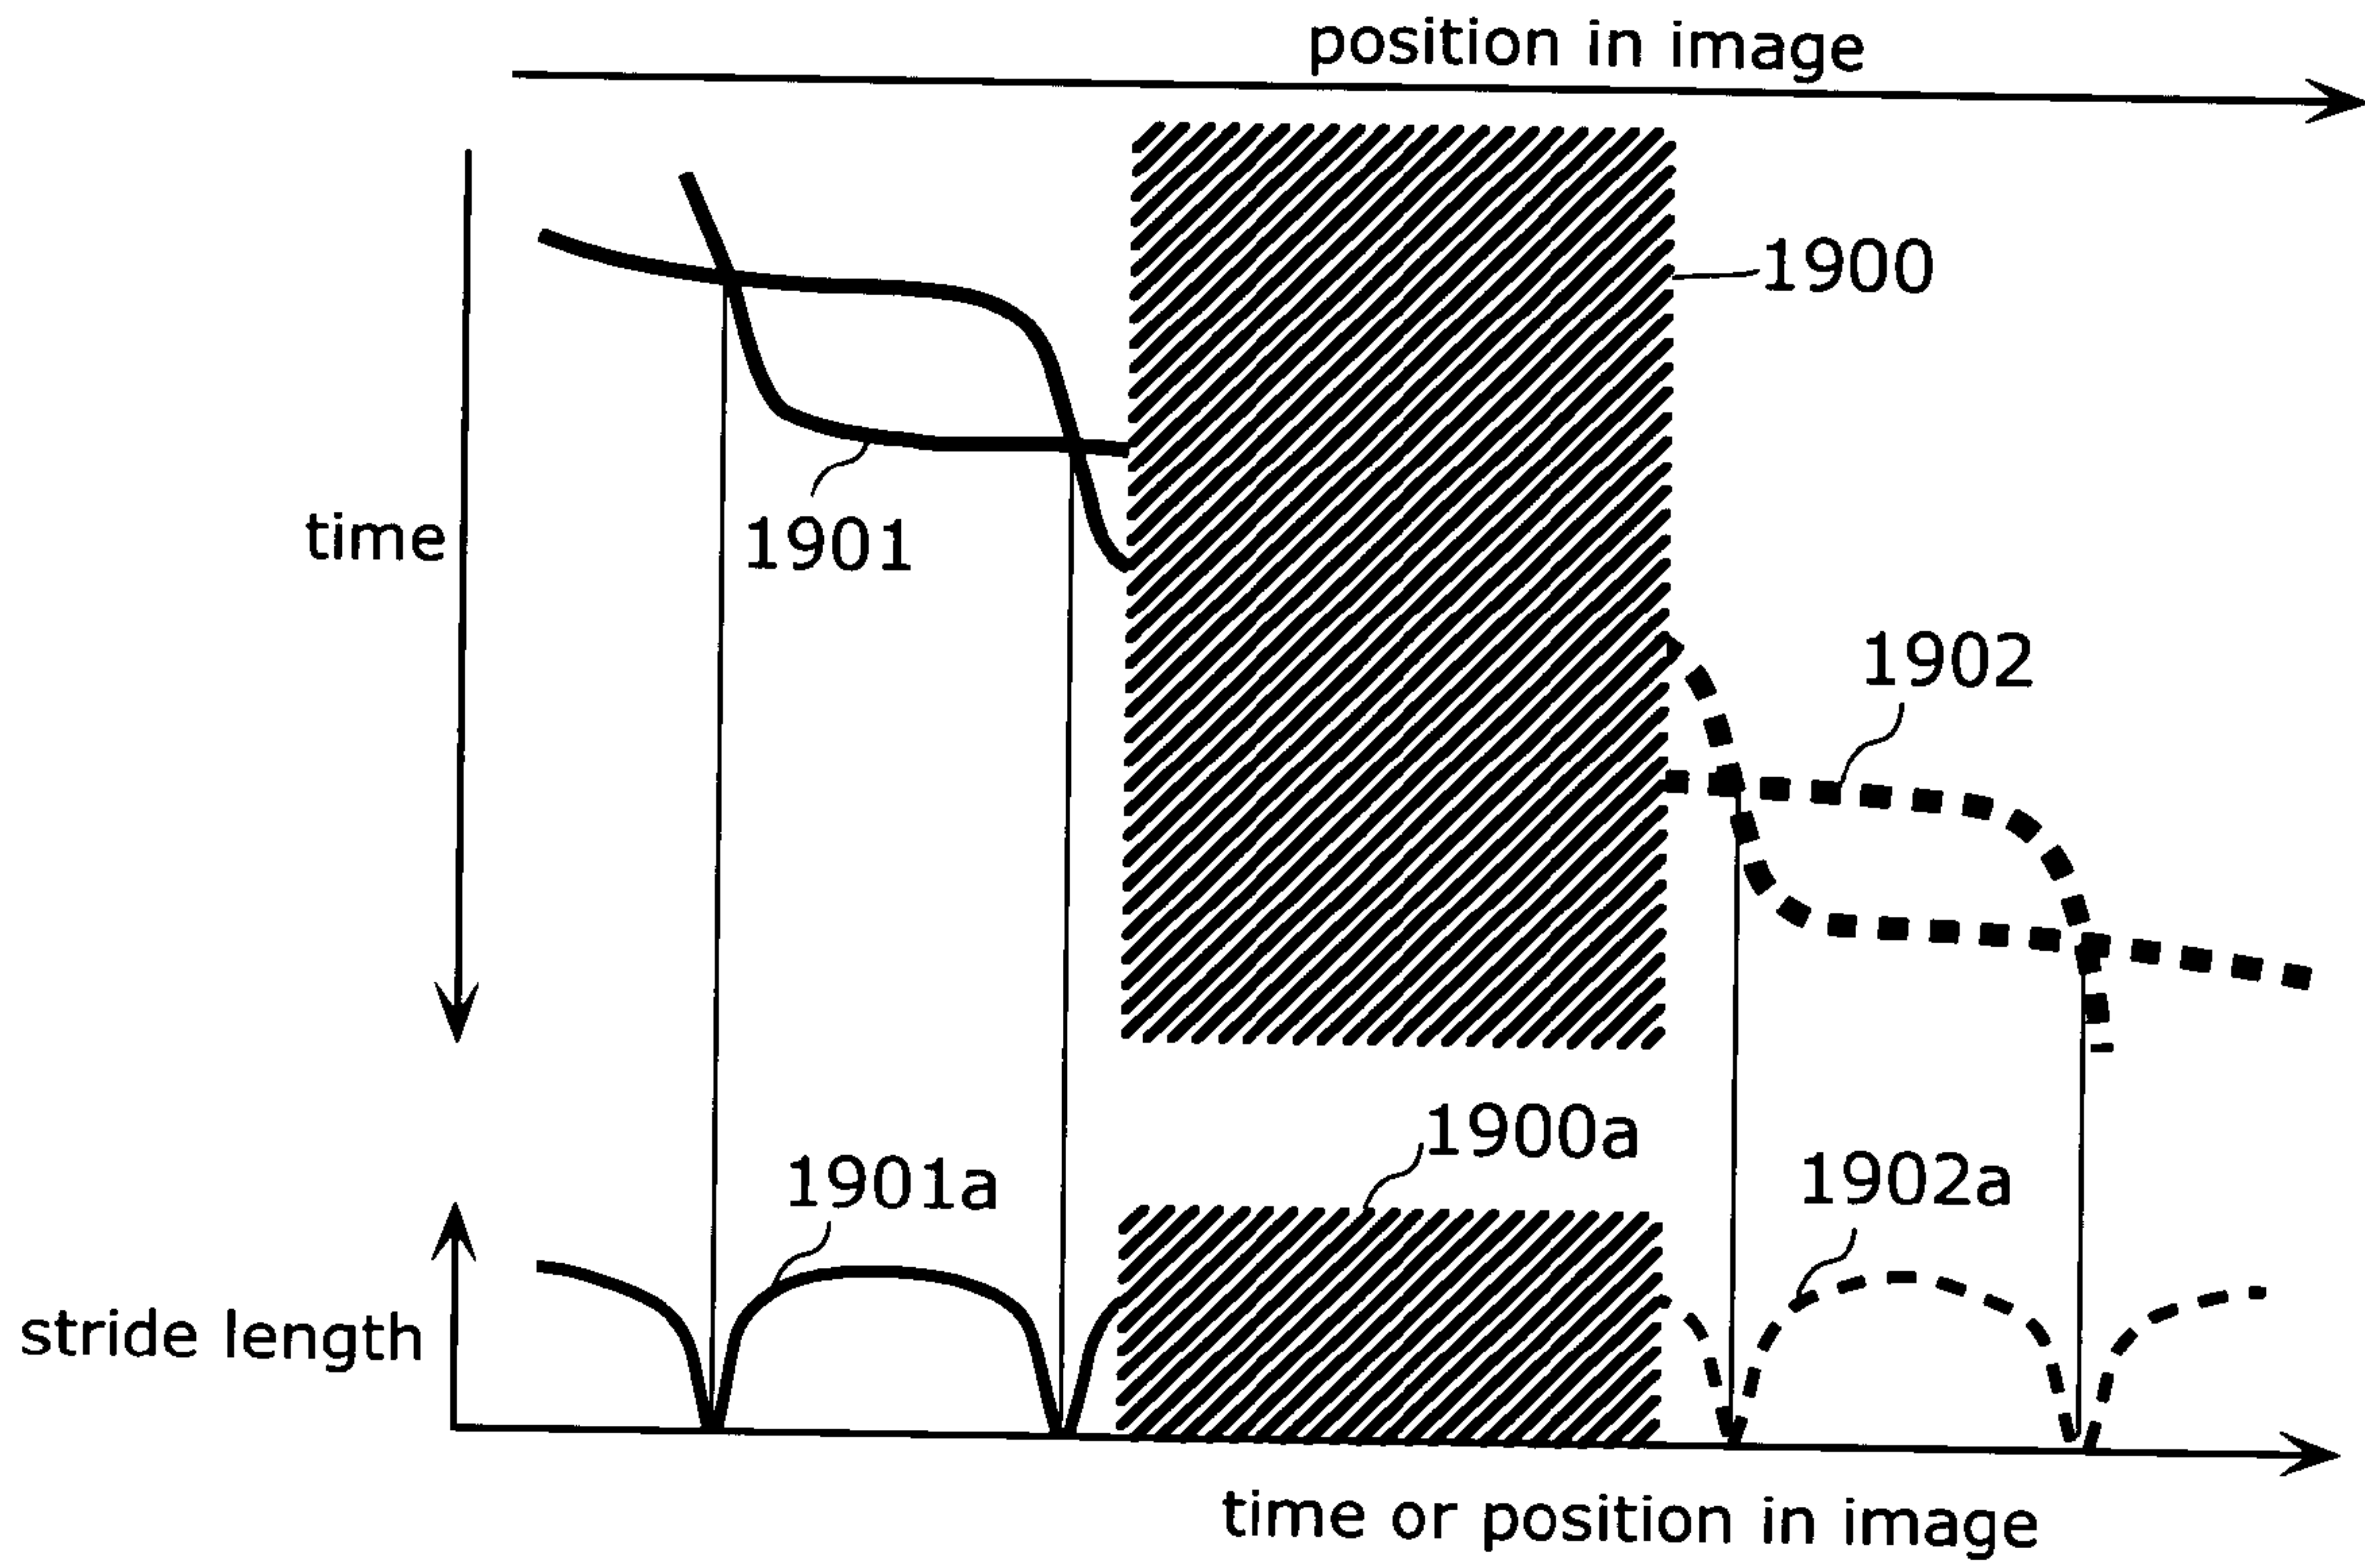 position in image
1900
time
1901
1902
1900a
1901a
1902a
stride length
time or position in image